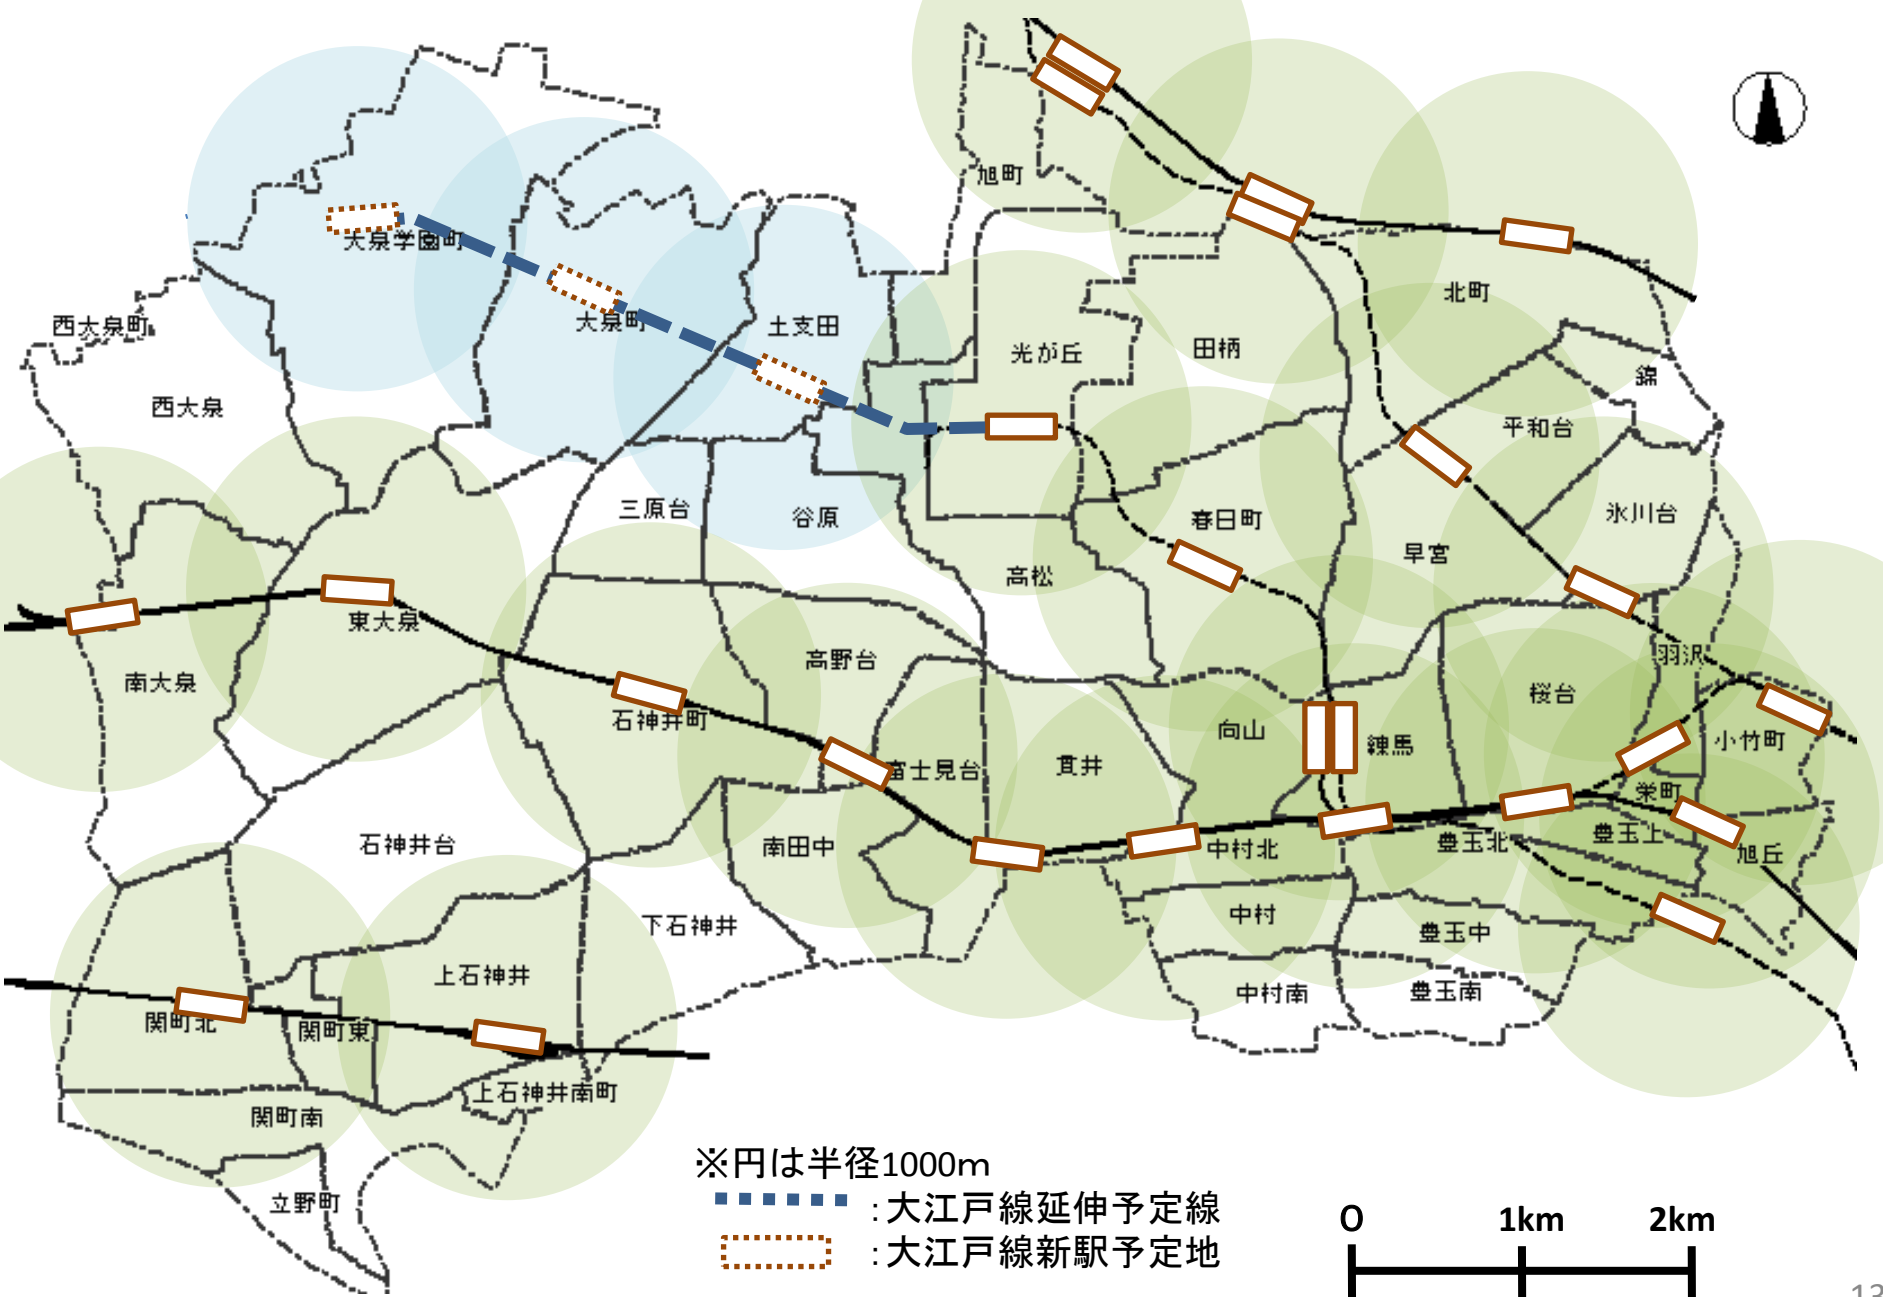 旭町
大泉学園町
北町
西大泉町
大泉町
土支田
光が丘
田柄
錦
西大泉
平和台
三原台
谷原
春日町
氷川台
早宮
高松
東大泉
南大泉
高野台
羽沢
桜台
石神井町
向山
練馬
小竹町
富士見台
貫井
栄町
石神井台
南田中
中村北
豊玉北
豊玉上
旭丘
下石神井
中村
豊玉中
上石神井
中村南
豊玉南
関町北
関町東
上石神井南町
関町南
立野町
※円は半径1000m
：大江戸線延伸予定線
：大江戸線新駅予定地
0 1km 2km
13